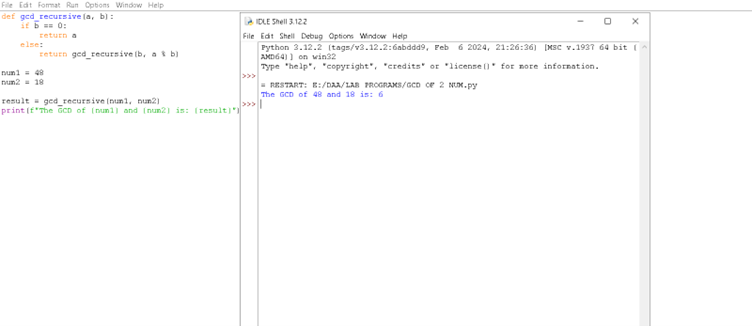 File Edit Format Run Options Window Help
def gcd_recursive(a, b):
    if b == 0:
        return a
    else:
        return gcd_recursive(b, a % b)
num1 = 48
num2 = 18
result = gcd_recursive(num1, num2)
print(f"The GCD of {num1} and {num2} is: {result}")
IDLE Shell 3.12.2
File Edit Shell Debug Options Window Help
Python 3.12.2 (tags/v3.12.2:6abddd9, Feb 6 2024, 21:26:36) [MSC v.1937 64 bit (
AMD64)] on win32
Type "help", "copyright", "credits" or "license()" for more information.
>>>
= RESTART: E:/DAA/LAB PROGRAMS/GCD OF 2 NUM.py
The GCD of 48 and 18 is: 6
>>>